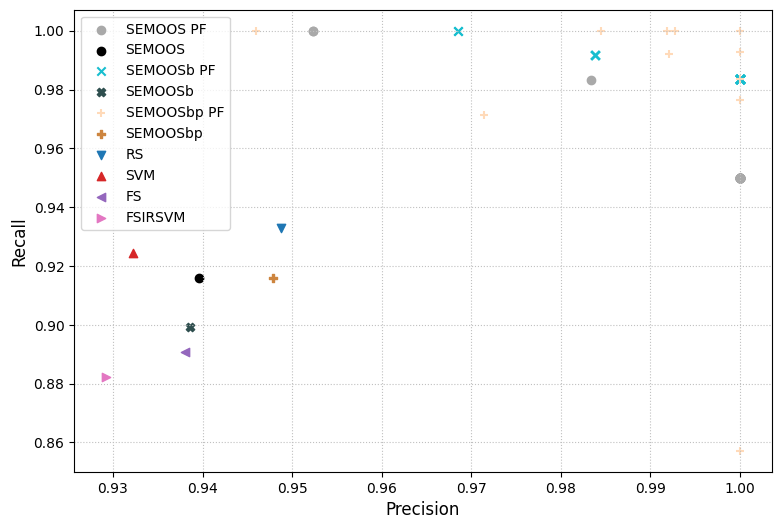 1.00
0.98
0.96
0.94
0.92
0.90
0.88
0.86
Recall
SEMOOS PF
SEMOOS
SEMOOSb PF
SEMOOSb
SEMOOSbp PF
SEMOOSbp
RS
SVM
FS
FSIRSVM
0.93 0.94 0.95 0.96 0.97 0.98 0.99 1.00
Precision